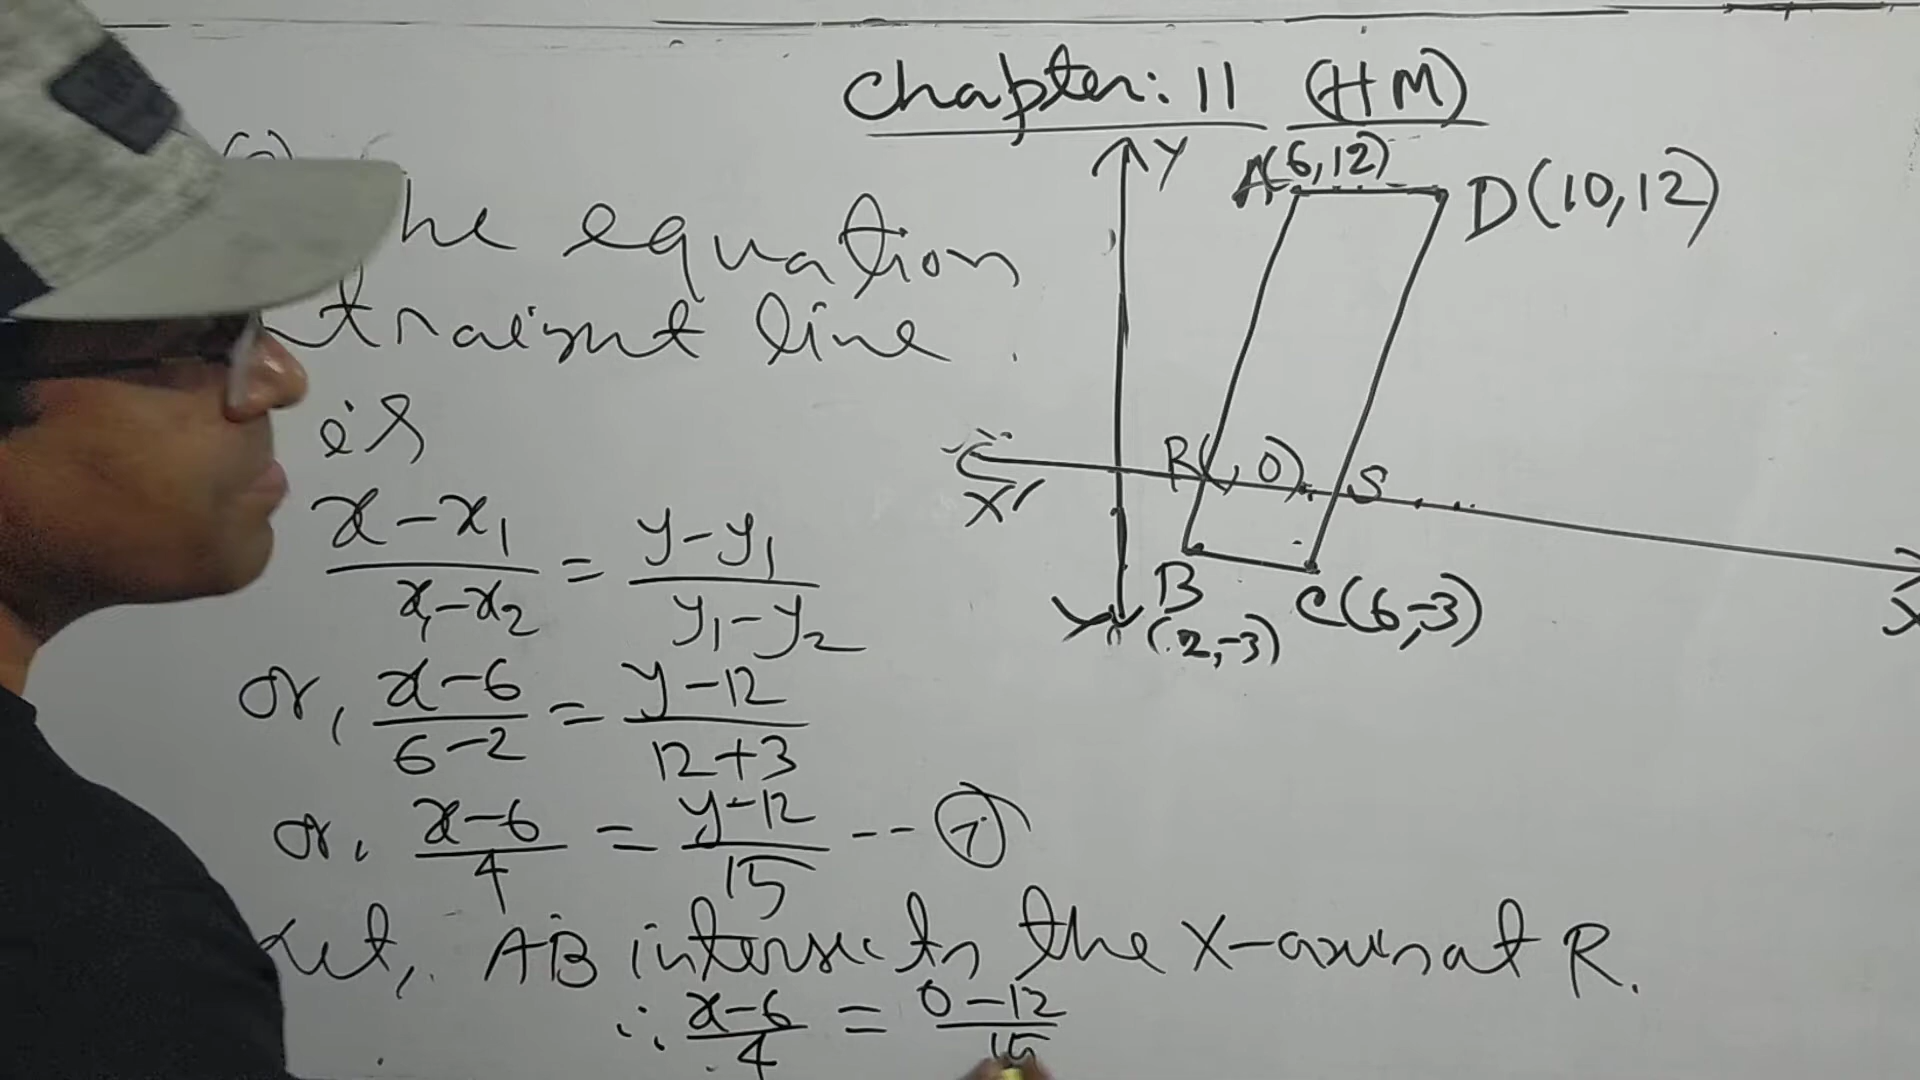 Chapter: 11 (HM)
he equation
traignt line.
is
x-x₁/x₁-x₂ = y-y₁/y₁-y₂
or, x-6/6-2 = y-12/12+3
or, x-6/4 = y-12/15 -- (i)
Let, AB intersects the X-axis at R.
∴ x-6/4 = 0-12/15
Y
A(6,12)
D(10,12)
R( ,0)
S
X′
X
B
(2,-3)
C(6,-3)
Y′